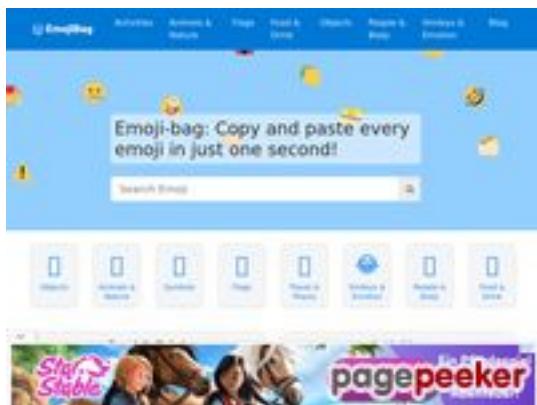 EmojiBag
Activities
Animals &
Nature
Flags
Food &
Drink
Objects
People &
Body
Smileys &
Emotion
Blog
Emoji-bag: Copy and paste every
emoji in just one second!
Search Emoji
Objects
Animals &
Nature
Symbols
Flags
Travel &
Places
Smileys &
Emotion
People &
Body
Food &
Drink
Star
Stable
pagepeeker